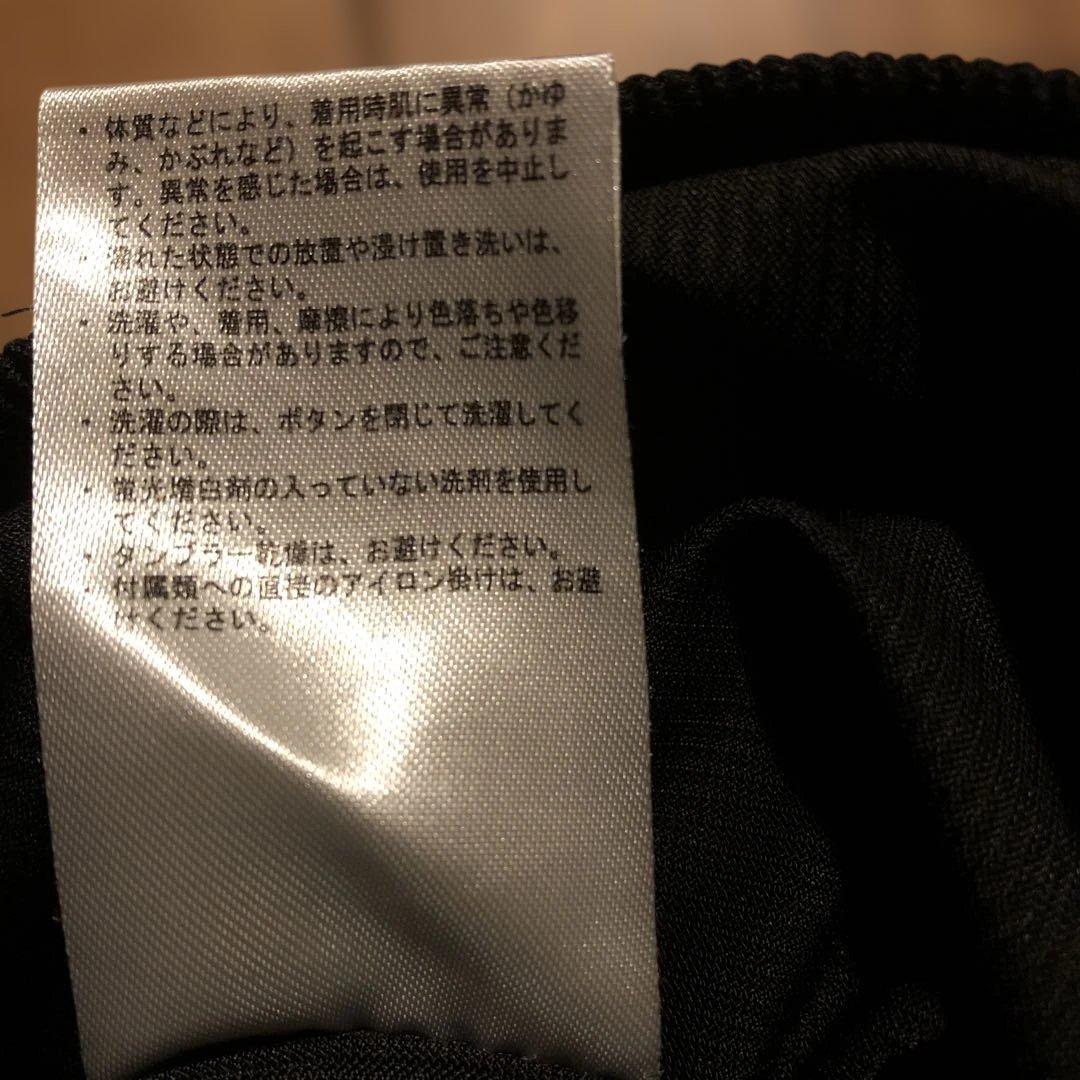 ・体質などにより、着用時肌に異常（かゆ
み、かぶれなど）を起こす場合がありま
す。異常を感じた場合は、使用を中止し
てください。
・濡れた状態での放置や浸け置き洗いは、
お避けください。
・洗濯や、着用、摩擦により色落ちや色移
りする場合がありますので、ご注意くだ
さい。
・洗濯の際は、ボタンを閉じて洗濯してく
ださい。
・蛍光増白剤の入っていない洗剤を使用し
てください。
・タンブラー乾燥は、お避けください。
・付属類への直接のアイロン掛けは、お避
けください。